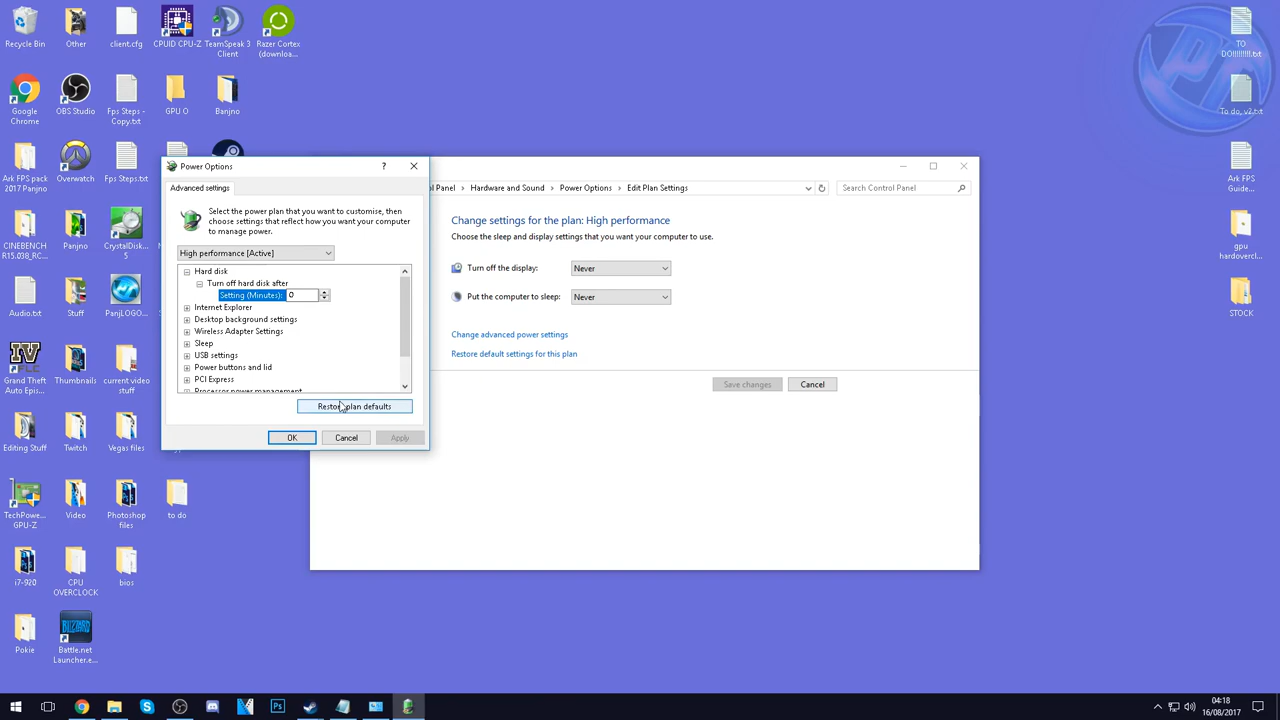 Recycle Bin
Other
client.cfg
CPUID CPU-Z
TeamSpeak 3
Client
Razer Cortex
(downloa...
TO
DO!!!!!!!!.txt
Google
Chrome
OBS Studio
Fps Steps -
Copy.txt
GPU O
Banjno
To do, v2.txt
Ark FPS pack
2017 Panjno
Overwatch
Fps Steps.txt
Ark FPS
Guide...
CINEBENCH
R15.038_RC...
Panjno
CrystalDisk...
gpu
hardovercl...
Audio.txt
Stuff
PanjLOGO...
STOCK
Grand Theft
Auto Epis...
Thumbnails
current video
stuff
Editing Stuff
Twitch
Vegas files
TechPowe...
GPU-Z
Video
Photoshop
files
to do
i7-920
CPU
OVERCLOCK
bios
Pokie
Battle.net
Launcher.e...
Power Options
?
Advanced settings
Select the power plan that you want to customise, then
choose settings that reflect how you want your computer
to manage power.
High performance [Active]
Hard disk
Turn off hard disk after
Setting (Minutes): 0
Internet Explorer
Desktop background settings
Wireless Adapter Settings
Sleep
USB settings
Power buttons and lid
PCI Express
Processor power management
Restore plan defaults
OK
Cancel
Apply
Hardware and Sound
Power Options
Edit Plan Settings
Search Control Panel
Change settings for the plan: High performance
Choose the sleep and display settings that you want your computer to use.
Turn off the display:
Never
Put the computer to sleep:
Never
Change advanced power settings
Restore default settings for this plan
Save changes
Cancel
04:18
16/08/2017